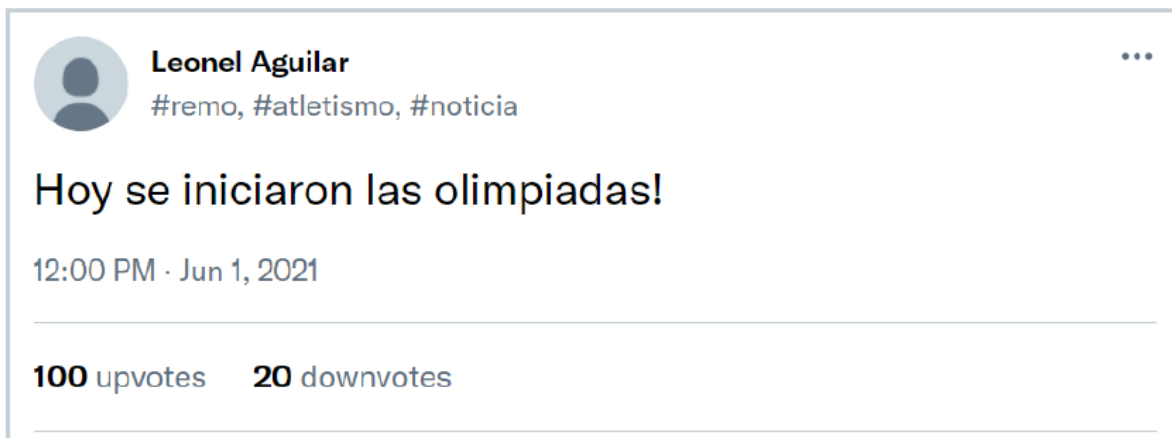 Leonel Aguilar
#remo, #atletismo, #noticia
Hoy se iniciaron las olimpiadas!
12:00 PM · Jun 1, 2021
100 upvotes 20 downvotes